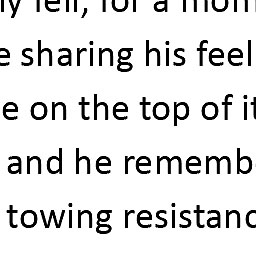 ly fell, for a mom
e sharing his feel
e on the top of it
and he rememb
towing resistanc